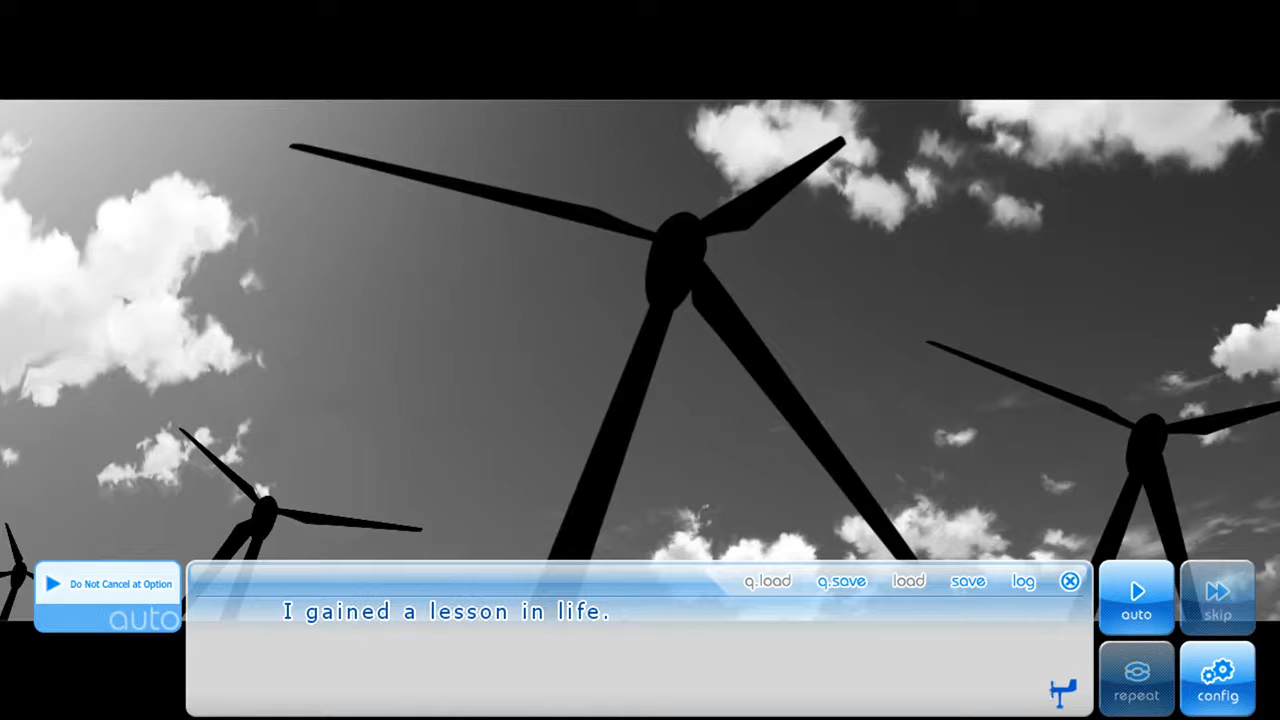 Do Not Cancel at Option
auto
q.load
q.save
load
save
log
I gained a lesson in life.
auto
skip
repeat
config